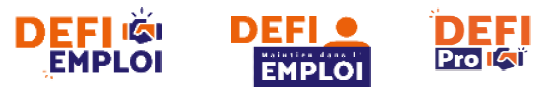 DEFI
EMPLOI
DEFI
Maintien dans l'
EMPLOI
DEFI
Pro